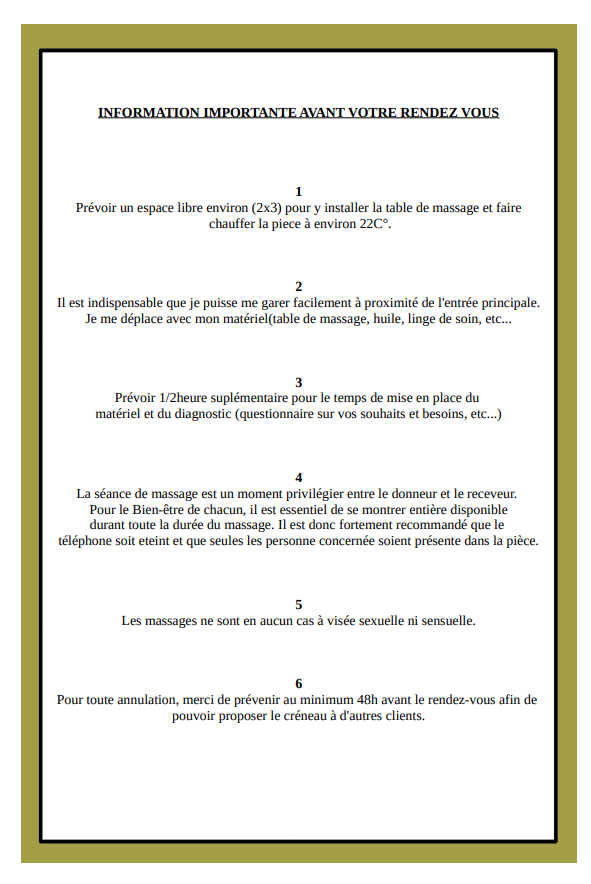 INFORMATION IMPORTANTE AVANT VOTRE RENDEZ VOUS
1
Prévoir un espace libre environ (2x3) pour y installer la table de massage et faire
chauffer la piece à environ 22C°.
2
Il est indispensable que je puisse me garer facilement à proximité de l'entrée principale.
Je me déplace avec mon matériel(table de massage, huile, linge de soin, etc...
3
Prévoir 1/2heure suplémentaire pour le temps de mise en place du
matériel et du diagnostic (questionnaire sur vos souhaits et besoins, etc...)
4
La séance de massage est un moment privilégier entre le donneur et le receveur.
Pour le Bien-être de chacun, il est essentiel de se montrer entière disponible
durant toute la durée du massage. Il est donc fortement recommandé que le
téléphone soit eteint et que seules les personne concernée soient présente dans la pièce.
5
Les massages ne sont en aucun cas à visée sexuelle ni sensuelle.
6
Pour toute annulation, merci de prévenir au minimum 48h avant le rendez-vous afin de
pouvoir proposer le créneau à d'autres clients.